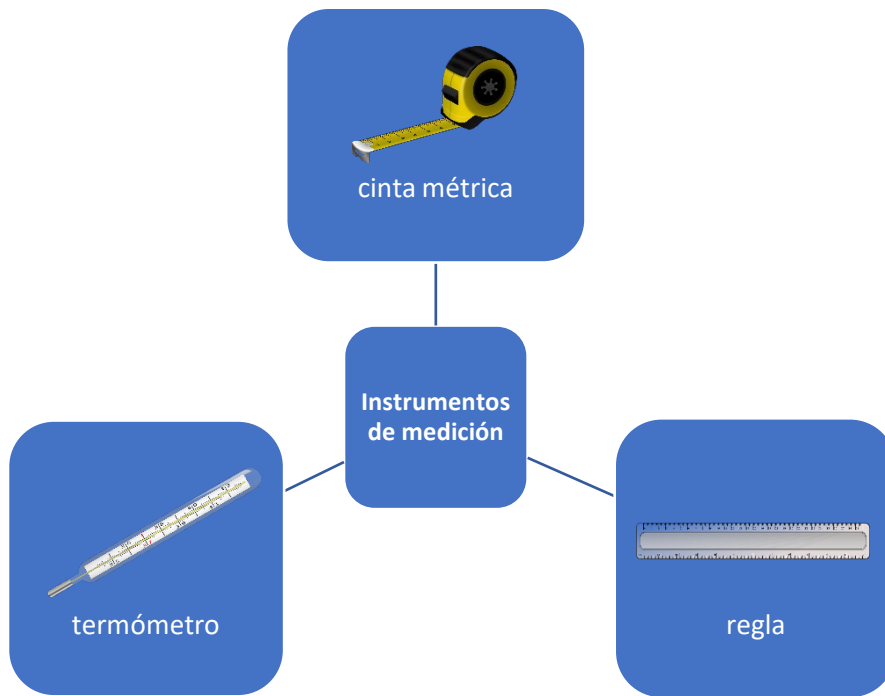 cinta métrica
Instrumentos
de medición
termómetro
regla